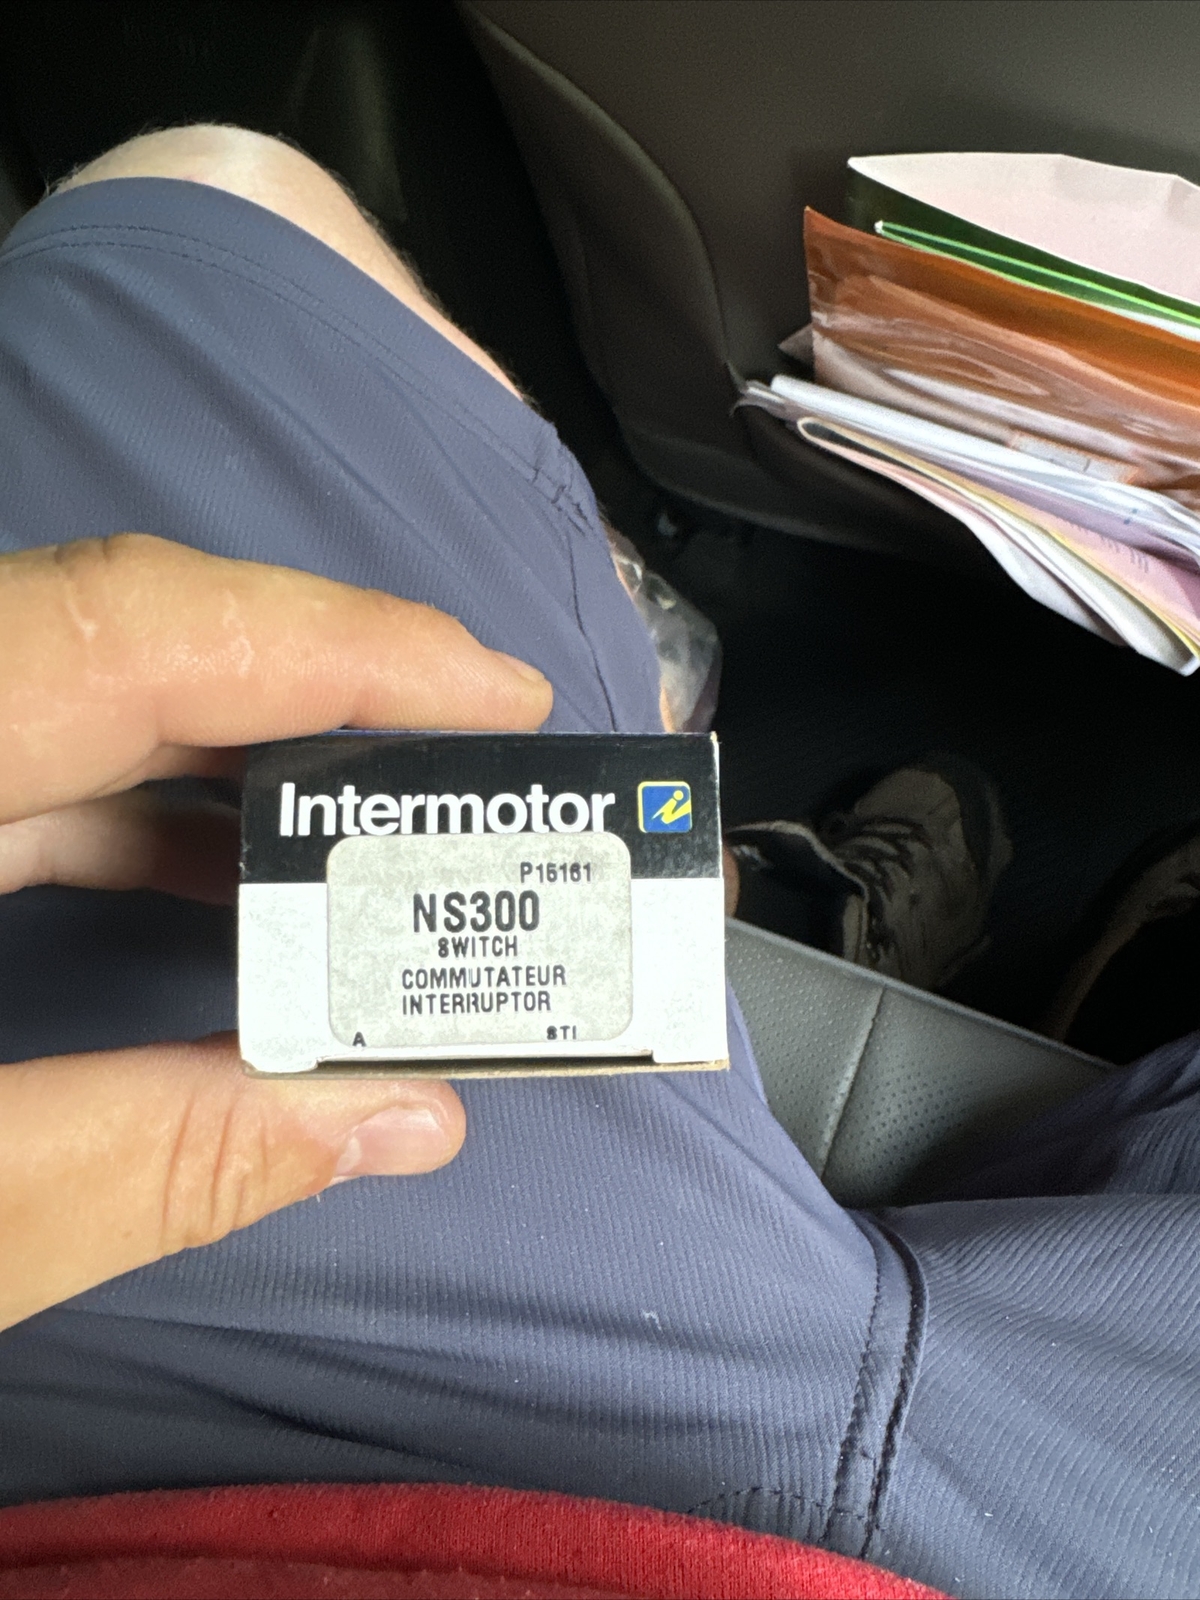 Intermotor
P15161
NS300
SWITCH
COMMUTATEUR
INTERRUPTOR
A STI